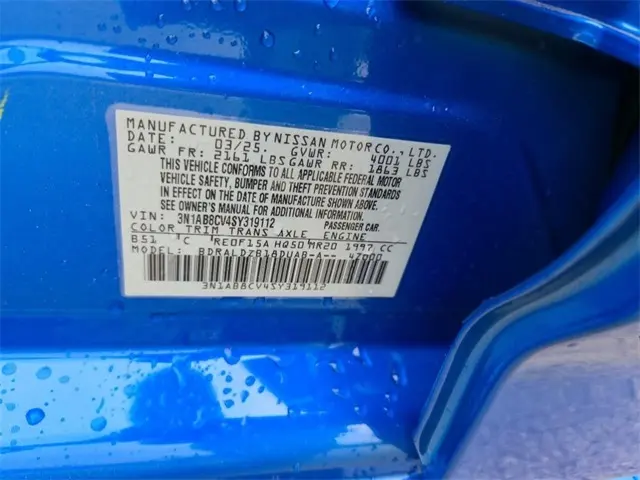 MANUFACTURED BY NISSAN MOTOR CO., LTD.
DATE: 03/25 GVWR: 4001 LBS
GAWR FR: 2161 LBS GAWR RR: 1863 LBS
THIS VEHICLE CONFORMS TO ALL APPLICABLE FEDERAL MOTOR
VEHICLE SAFETY, BUMPER AND THEFT PREVENTION STANDARDS
IN EFFECT ON THE DATE OF MANUFACTURE SHOWN ABOVE.
SEE OWNER'S MANUAL FOR ADDITIONAL INFORMATION.
VIN: 3N1AB8CV4SY319112 PASSENGER CAR.
COLOR TRIM TRANS AXLE ENGINE
B51 C RE0F15A HQ50 MR20 1997 CC
MODEL: BDRALDZB18DUAB-A--
3N1AB8CV4SY319112